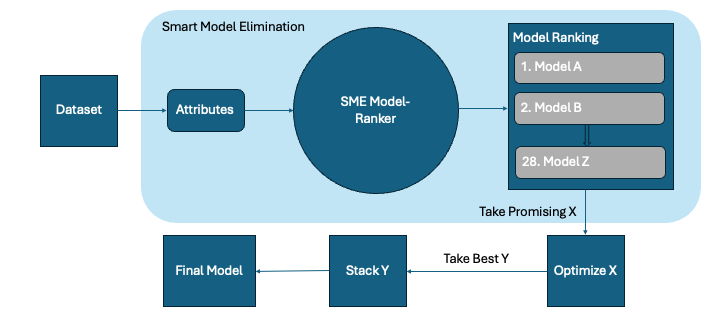 Smart Model Elimination
Model Ranking
1. Model A
Dataset
Attributes
SME Model-
Ranker
2. Model B
28. Model Z
Take Promising X
Final Model
Stack Y
Take Best Y
Optimize X